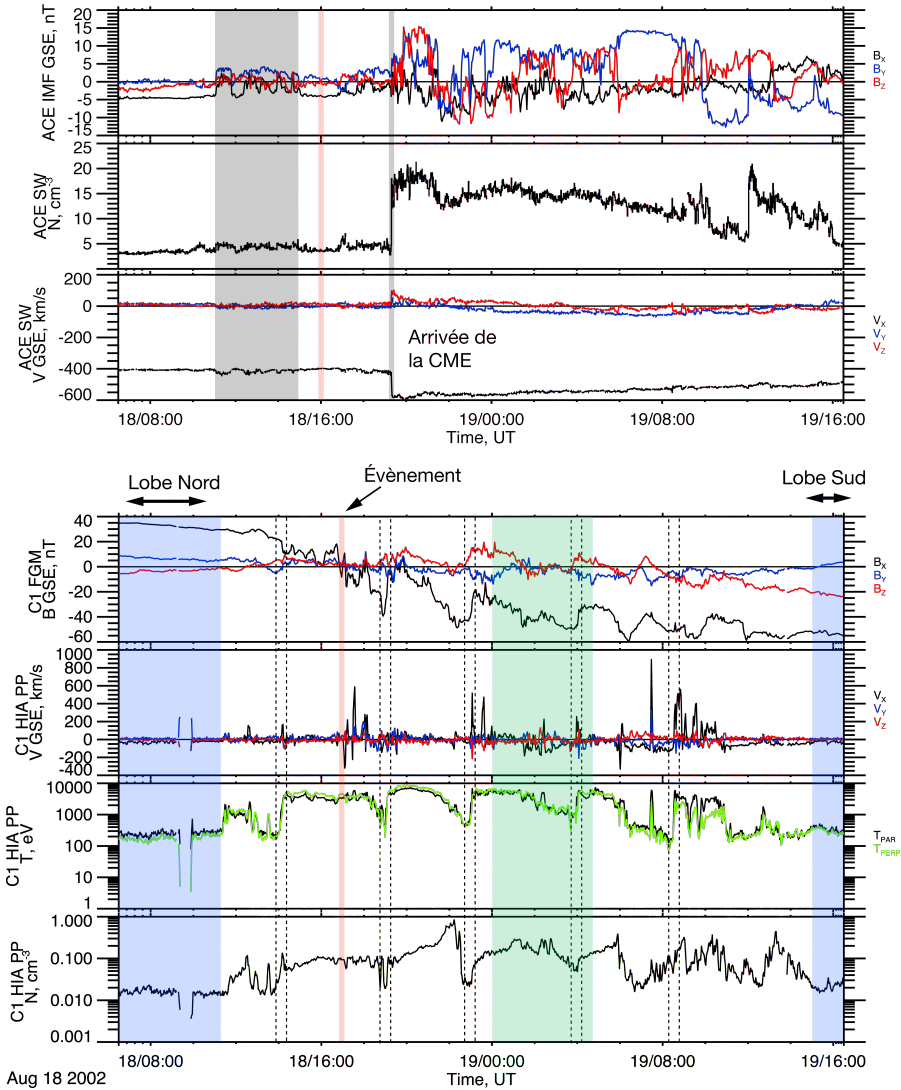 ACE IMF GSE, nT
20
15
10
5
0
-5
-10
-15
B_X
B_Y
B_Z
ACE SW
N, cm^-3
25
20
15
10
5
ACE SW
V GSE, km/s
200
0
-200
-400
-600
Arrivée de
la CME
V_X
V_Y
V_Z
18/08:00 18/16:00 19/00:00 19/08:00 19/16:00
Time, UT
Lobe Nord
Évènement
Lobe Sud
C1 FGM
B GSE, nT
40
20
0
-20
-40
-60
B_X
B_Y
B_Z
C1 HIA PP
V GSE, km/s
1000
800
600
400
200
0
-200
-400
V_X
V_Y
V_Z
C1 HIA PP
T, eV
10000
1000
100
10
1
T_PAR
T_PERP
C1 HIA PP
N, cm^-3
1.000
0.100
0.010
0.001
18/08:00 18/16:00 19/00:00 19/08:00 19/16:00
Time, UT
Aug 18 2002